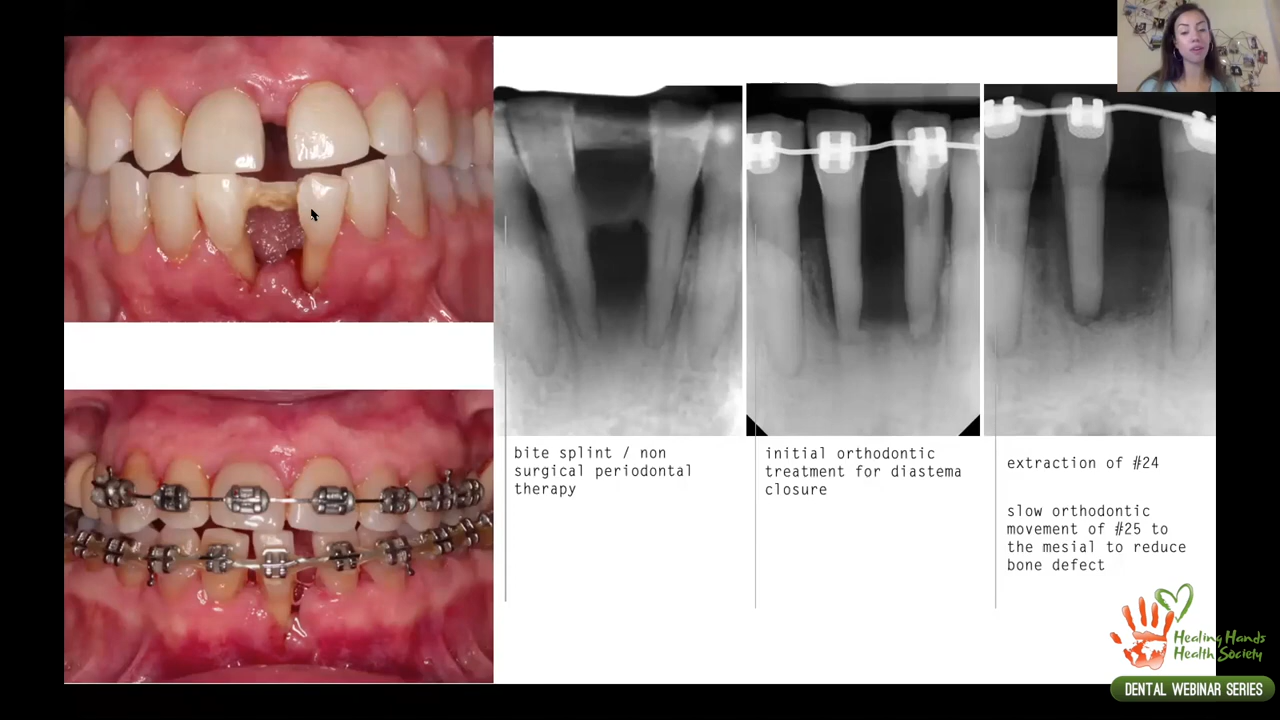 bite splint / non
surgical periodontal
therapy
initial orthodontic
treatment for diastema
closure
extraction of #24
slow orthodontic
movement of #25 to
the mesial to reduce
bone defect
Healing Hands
Health Society
DENTAL WEBINAR SERIES